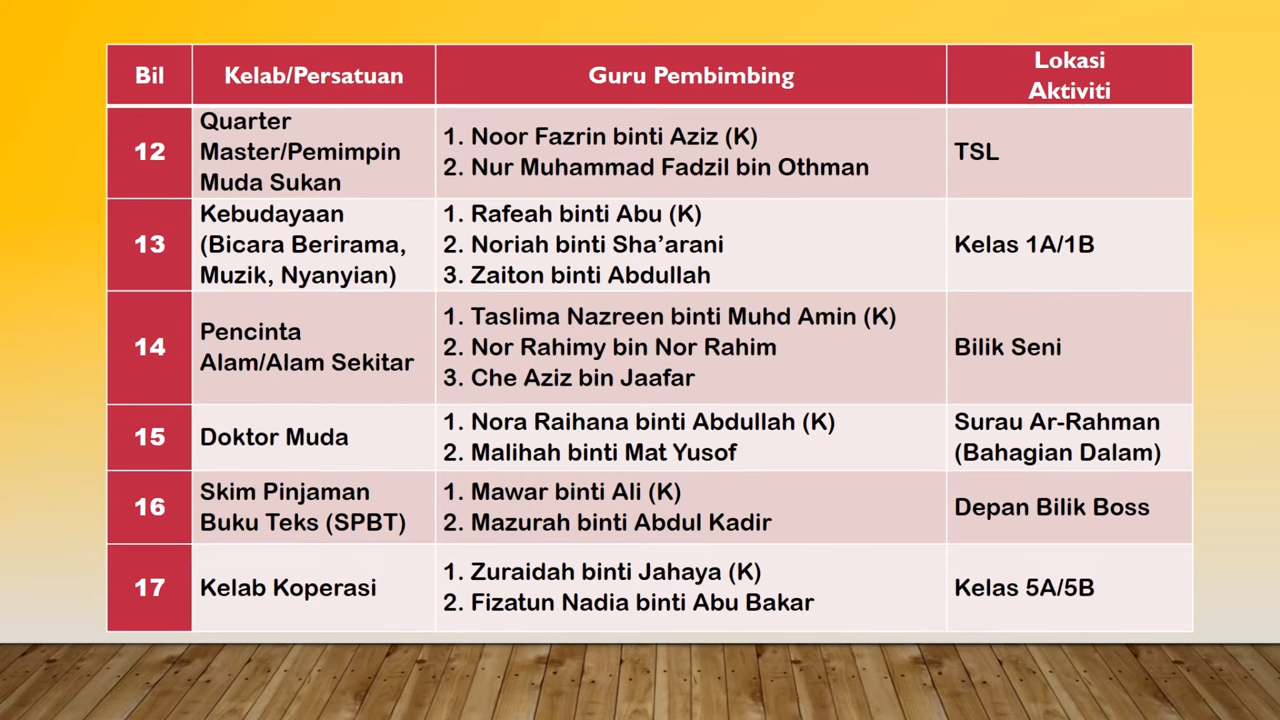 Bil
Kelab/Persatuan
Guru Pembimbing
Lokasi
Aktiviti
12
Quarter
Master/Pemimpin
Muda Sukan
1. Noor Fazrin binti Aziz (K)
2. Nur Muhammad Fadzil bin Othman
TSL
13
Kebudayaan
(Bicara Berirama,
Muzik, Nyanyian)
1. Rafeah binti Abu (K)
2. Noriah binti Sha’arani
3. Zaiton binti Abdullah
Kelas 1A/1B
14
Pencinta
Alam/Alam Sekitar
1. Taslima Nazreen binti Muhd Amin (K)
2. Nor Rahimy bin Nor Rahim
3. Che Aziz bin Jaafar
Bilik Seni
15
Doktor Muda
1. Nora Raihana binti Abdullah (K)
2. Malihah binti Mat Yusof
Surau Ar-Rahman
(Bahagian Dalam)
16
Skim Pinjaman
Buku Teks (SPBT)
1. Mawar binti Ali (K)
2. Mazurah binti Abdul Kadir
Depan Bilik Boss
17
Kelab Koperasi
1. Zuraidah binti Jahaya (K)
2. Fizatun Nadia binti Abu Bakar
Kelas 5A/5B